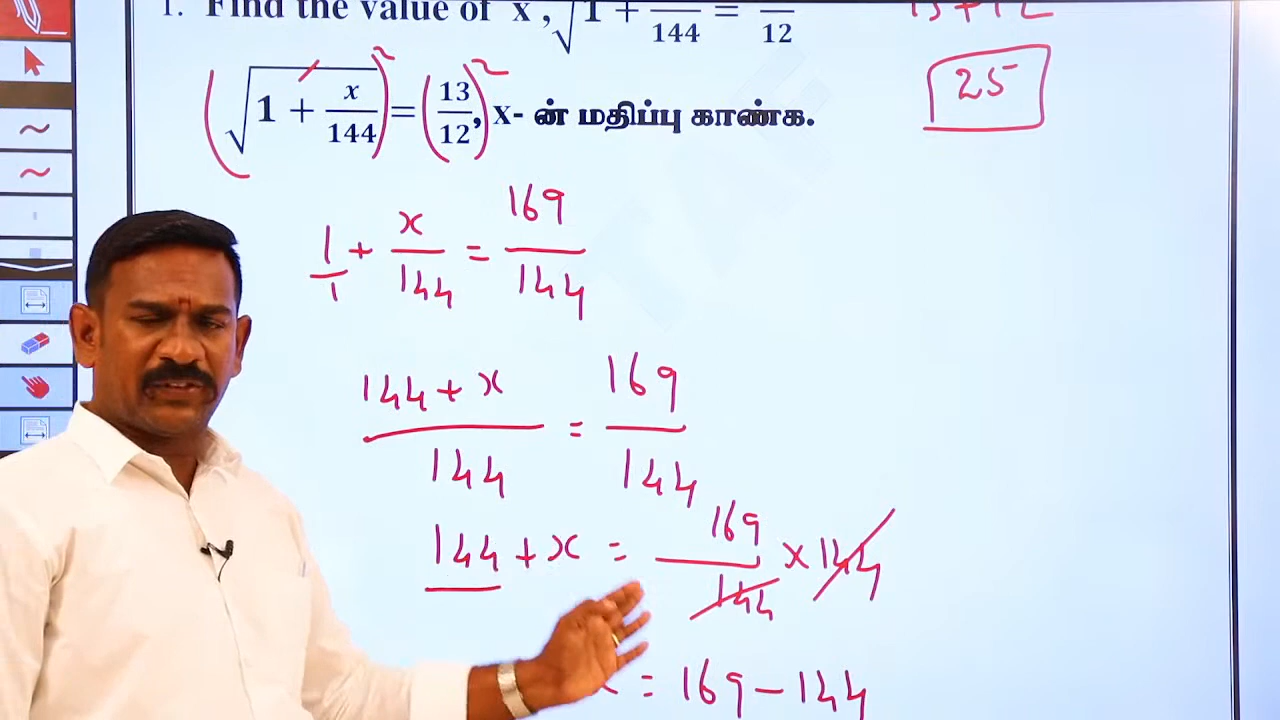 1. Find the value of x , √1 + /144 = /12
13 + 12
25
(√1 + x/144)² = (13/12)², x- ன் மதிப்பு காண்க.
1/1 + x/144 = 169/144
144 + x/144 = 169/144
144 + x = 169/144 × 144
= 169 - 144